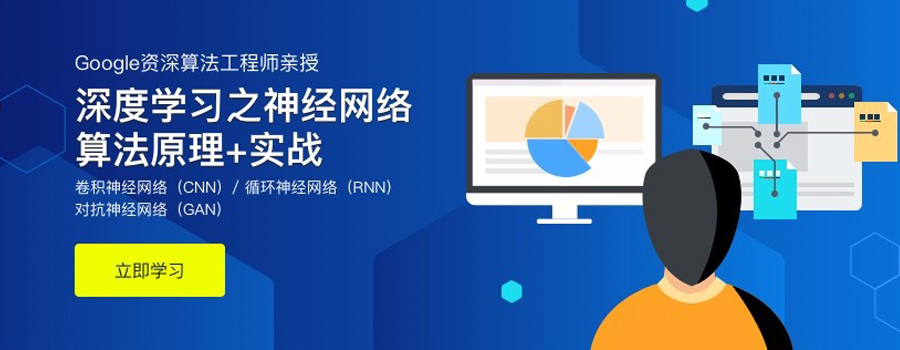 Google资深算法工程师亲授
深度学习之神经网络
算法原理+实战
卷积神经网络（CNN）/ 循环神经网络（RNN）
对抗神经网络（GAN）
立即学习